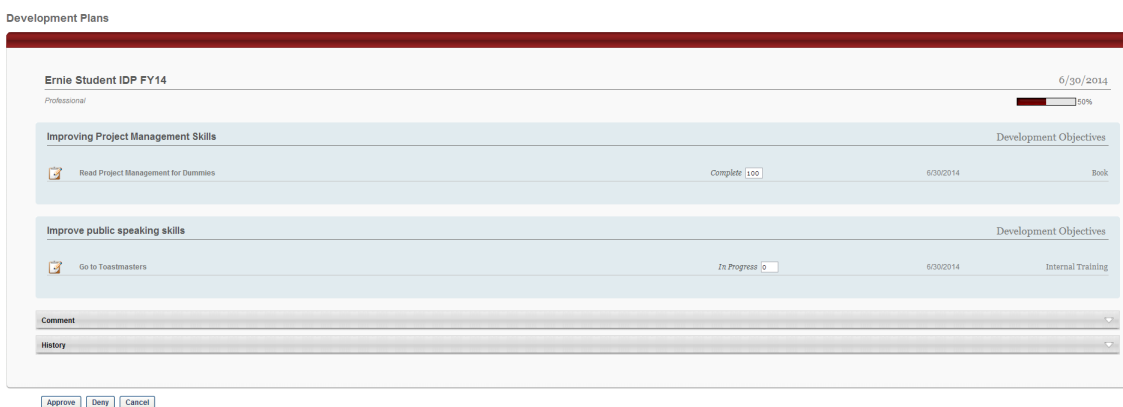 Development Plans
Ernie Student IDP FY14 6/30/2014
Professional 50%
Improving Project Management Skills Development Objectives
Read Project Management for Dummies Complete 100 6/30/2014 Book
Improve public speaking skills Development Objectives
Go to Toastmasters In Progress 0 6/30/2014 Internal Training
Comment
History
Approve Deny Cancel